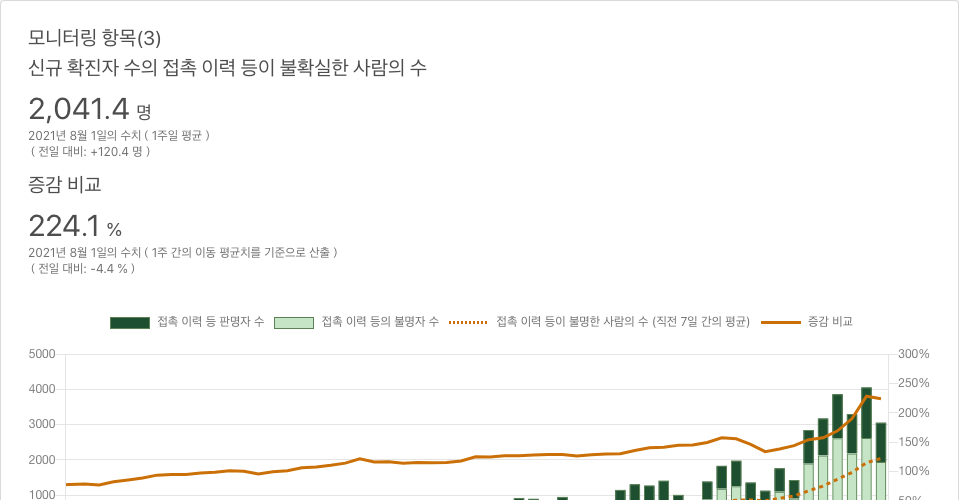 모니터링 항목(3)
신규 확진자 수의 접촉 이력 등이 불확실한 사람의 수
2,041.4 명
2021년 8월 1일의 수치 ( 1주일 평균 )
( 전일 대비: +120.4 명 )
증감 비교
224.1 %
2021년 8월 1일의 수치 ( 1주 간의 이동 평균치를 기준으로 산출 )
( 전일 대비: -4.4 % )
접촉 이력 등 판명자 수 접촉 이력 등의 불명자 수 접촉 이력 등이 불명한 사람의 수 (직전 7일 간의 평균) 증감 비교
5000 300%
250%
4000
200%
3000
150%
2000
100%
1000
50%